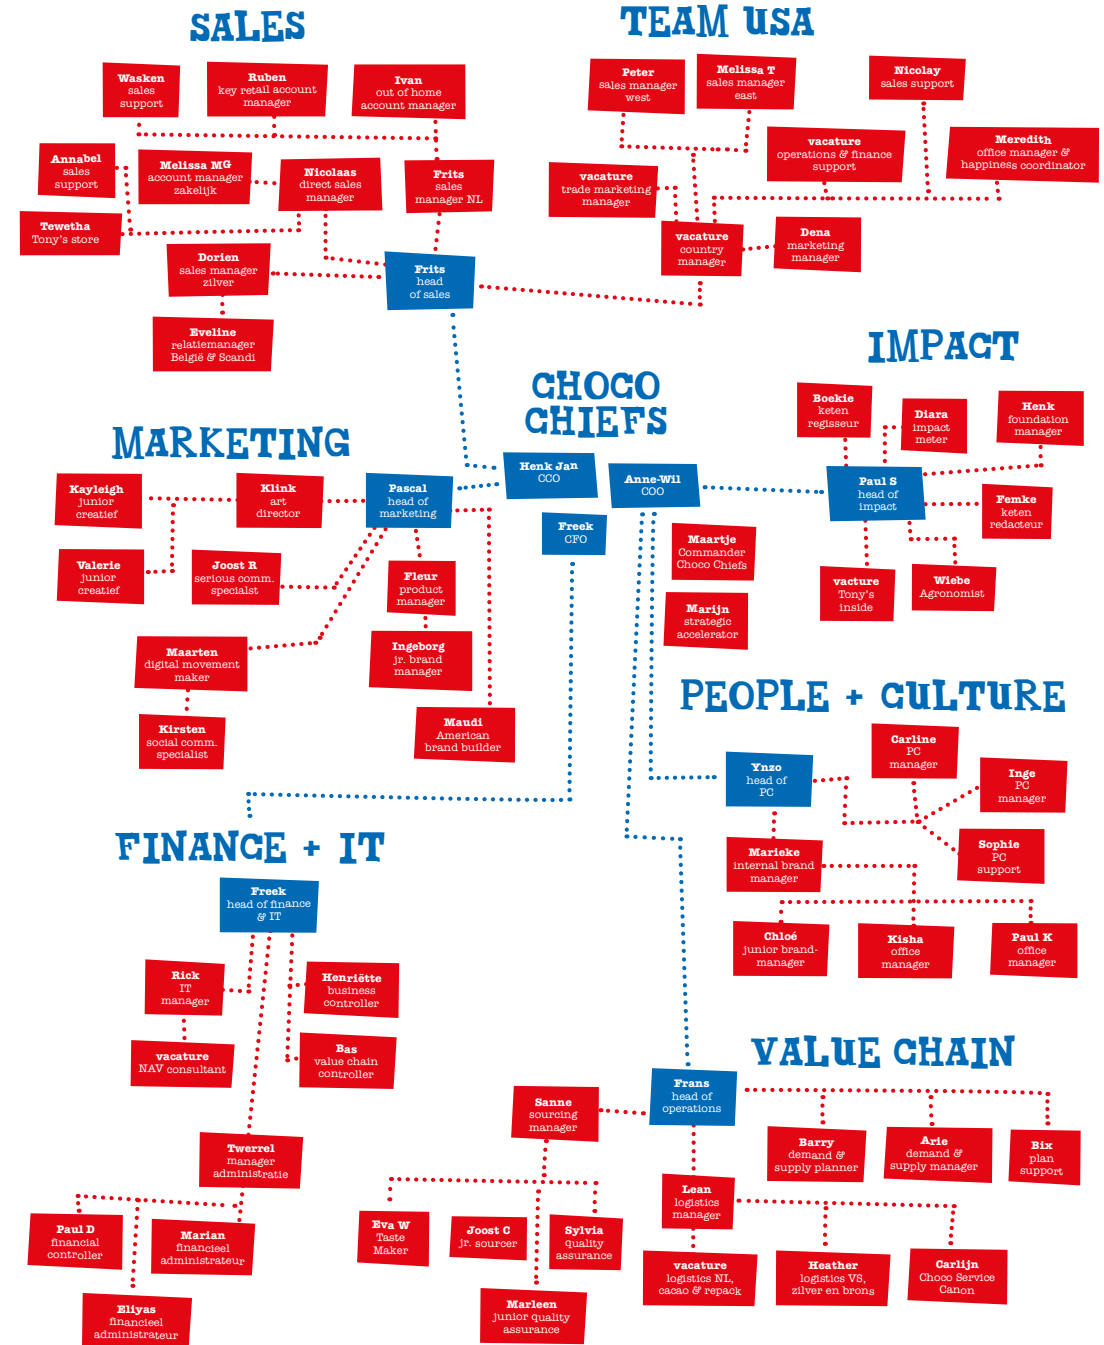 SALES
Wasken
sales
support
Ruben
key retail account
manager
Ivan
out of home
account manager
Annabel
sales
support
Melissa MG
account manager
zakelijk
Nicolaas
direct sales
manager
Frits
sales
manager NL
Tewetha
Tony's store
Dorien
sales manager
zilver
Frits
head
of sales
Eveline
relatiemanager
België & Scandi
TEAM USA
Peter
sales manager
west
Melissa T
sales manager
east
Nicolay
sales support
vacature
operations & finance
support
Meredith
office manager &
happiness coordinator
vacature
trade marketing
manager
vacature
country
manager
Dena
marketing
manager
CHOCO
CHIEFS
Henk Jan
CCO
Anne-Wil
COO
Freek
CFO
Maartje
Commander
Choco Chiefs
Marijn
strategic
accelerator
IMPACT
Boekie
keten
regisseur
Diara
impact
meter
Henk
foundation
manager
Paul S
head of
impact
Femke
keten
redacteur
vacture
Tony's
inside
Wiebe
Agronomist
MARKETING
Kayleigh
junior
creatief
Klink
art
director
Pascal
head of
marketing
Valerie
junior
creatief
Joost R
serious comm.
specialst
Fleur
product
manager
Maarten
digital movement
maker
Ingeborg
jr. brand
manager
Kirsten
social comm.
specialist
Maudi
American
brand builder
PEOPLE + CULTURE
Carline
PC
manager
Ynzo
head of
PC
Inge
PC
manager
Marieke
internal brand
manager
Sophie
PC
support
Chloé
junior brand-
manager
Kisha
office
manager
Paul K
office
manager
FINANCE + IT
Freek
head of finance
& IT
Rick
IT
manager
Henriëtte
business
controller
vacature
NAV consultant
Bas
value chain
controller
Twerrel
manager
administratie
Paul D
financial
controller
Marian
financieel
administrateur
Eliyas
financieel
administrateur
VALUE CHAIN
Frans
head of
operations
Sanne
sourcing
manager
Barry
demand &
supply planner
Arie
demand &
supply manager
Bix
plan
support
Lean
logistics
manager
Eva W
Taste
Maker
Joost C
jr. sourcer
Sylvia
quality
assurance
Marleen
junior quality
assurance
vacature
logistics NL,
cacao & repack
Heather
logistics VS,
zilver en brons
Carlijn
Choco Service
Canon